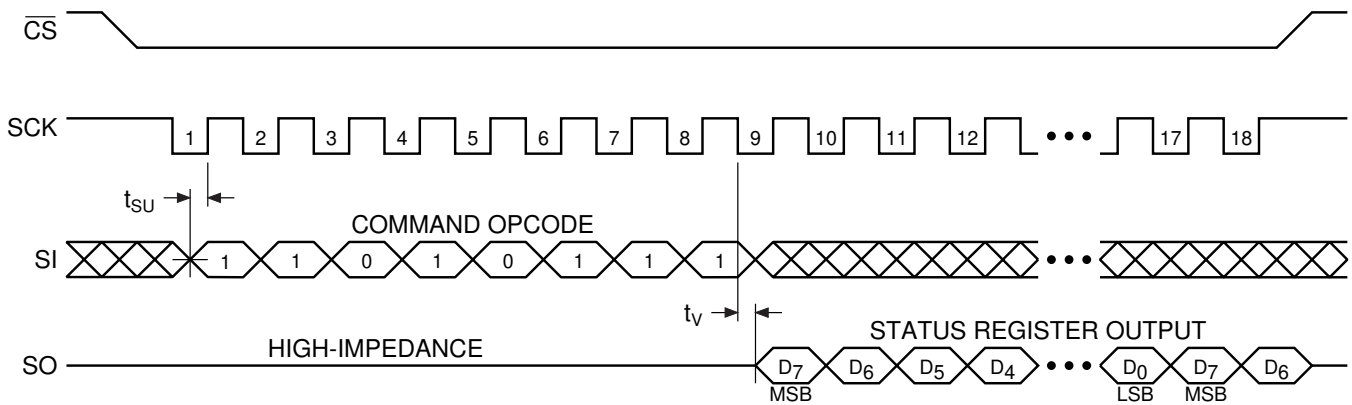 CS
SCK 1 2 3 4 5 6 7 8 9 10 11 12 ••• 17 18
tSU
COMMAND OPCODE
SI 1 1 0 1 0 1 1 1 •••
tV
HIGH-IMPEDANCE
STATUS REGISTER OUTPUT
SO D7 D6 D5 D4 ••• D0 D7 D6
MSB LSB MSB